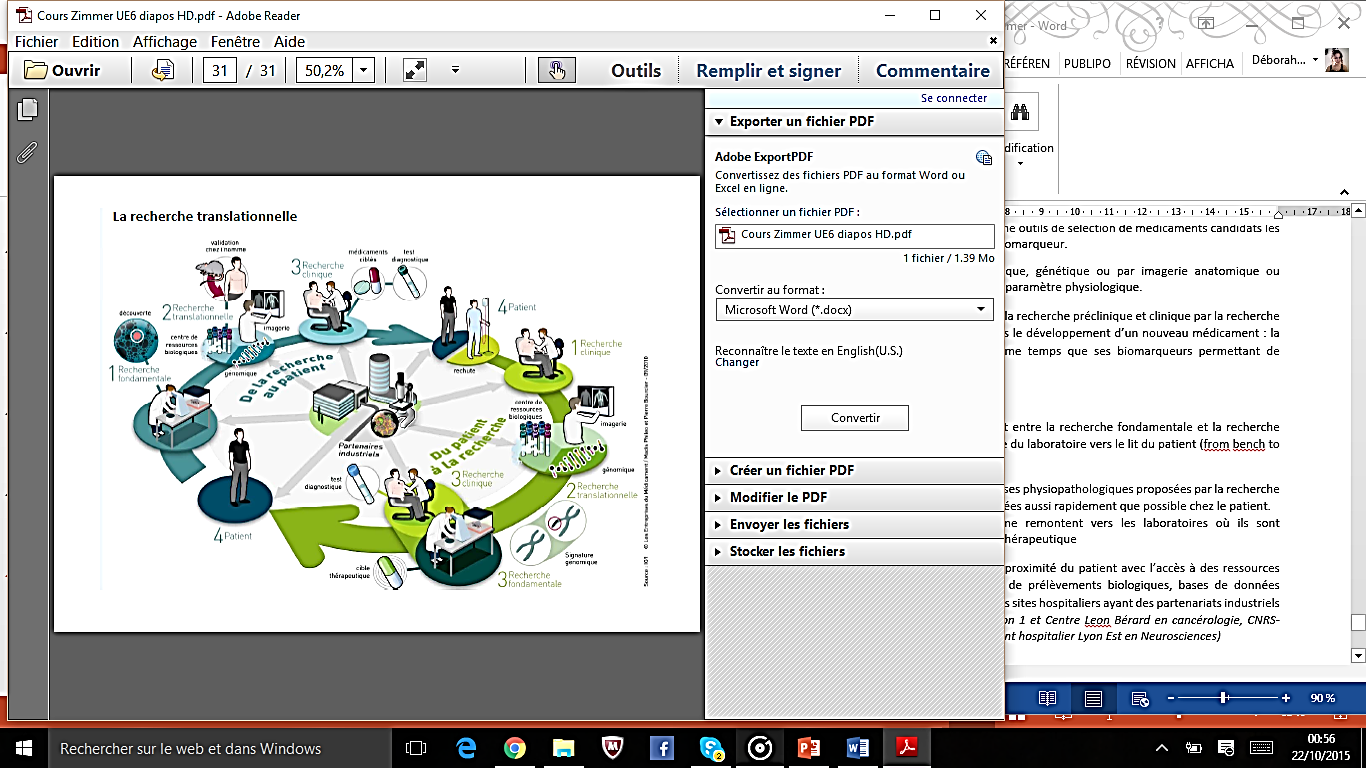 Cours Zimmer UE6 diapos HD.pdf - Adobe Reader
mer - Word
?
Fichier Edition Affichage Fenêtre Aide
Ouvrir
31 / 31
50,2%
Outils
Remplir et signer
Commentaire
RÉFÉREN PUBLIPO RÉVISION AFFICHA Déborah...
Se connecter
Exporter un fichier PDF
Adobe ExportPDF
Convertissez des fichiers PDF au format Word ou
Excel en ligne.
Sélectionner un fichier PDF :
Cours Zimmer UE6 diapos HD.pdf
1 fichier / 1.39 Mo
Convertir au format :
Microsoft Word (*.docx)
Reconnaître le texte en English(U.S.)
Changer
Convertir
Créer un fichier PDF
Modifier le PDF
Envoyer les fichiers
Stocker les fichiers
La recherche translationnelle
validation
chez l'homme
3 Recherche
clinique
médicaments
ciblés
test
diagnostique
4 Patient
2 Recherche
translationnelle
découverte
centre de
ressources
biologiques
imagerie
génomique
1 Recherche
fondamentale
De la recherche
au patient
rechute
1 Recherche
clinique
centre de
ressources
biologiques
imagerie
génomique
Partenaires
industriels
Du patient
à la recherche
3 Recherche
clinique
test
diagnostique
2 Recherche
translationnelle
4 Patient
Signature
genomique
cible
thérapeutique
3 Recherche
fondamentale
dification
8 9 10 11 12 13 14 15 17 18
ne outils de sélection de médicaments candidats les
omarqueur.
que, génétique ou par imagerie anatomique ou
paramètre physiologique.
la recherche préclinique et clinique par la recherche
s le développement d'un nouveau médicament : la
me temps que ses biomarqueurs permettant de
t entre la recherche fondamentale et la recherche
e du laboratoire vers le lit du patient (from bench to
ses physiopathologiques proposées par la recherche
ées aussi rapidement que possible chez le patient.
ne remontent vers les laboratoires où ils sont
hérapeutique
proximité du patient avec l'accès à des ressources
de prélèvements biologiques, bases de données
s sites hospitaliers ayant des partenariats industriels
on 1 et Centre Leon Bérard en cancérologie, CNRS-
nt hospitalier Lyon Est en Neurosciences)
90 %
Rechercher sur le web et dans Windows
00:56
22/10/2015